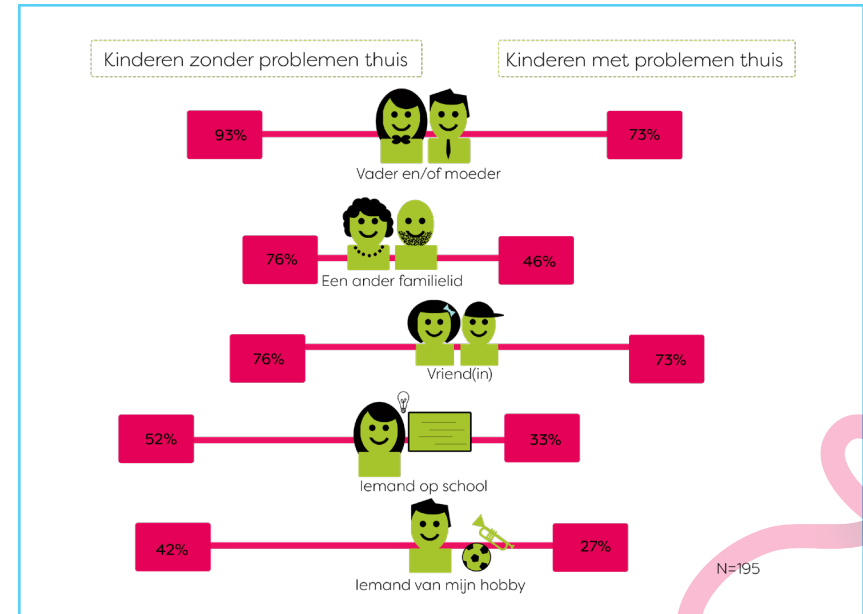 Kinderen zonder problemen thuis
Kinderen met problemen thuis
93%
73%
Vader en/of moeder
76%
46%
Een ander familielid
76%
73%
Vriend(in)
52%
33%
Iemand op school
42%
27%
Iemand van mijn hobby
N=195